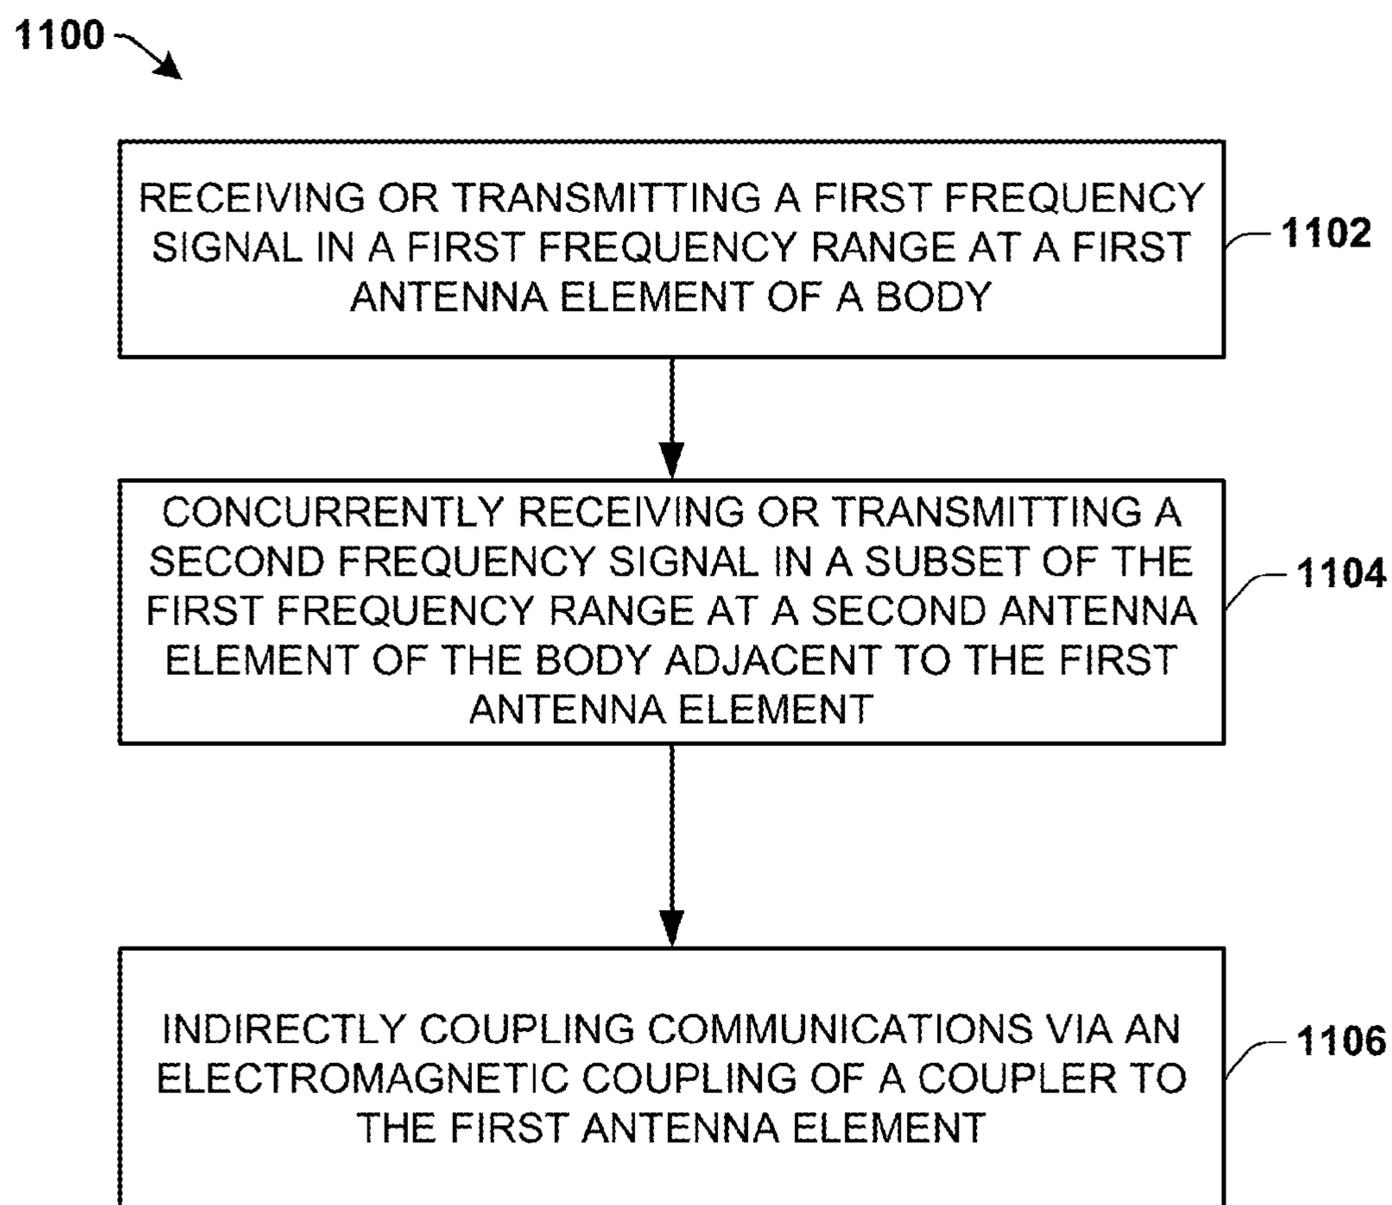 1100
RECEIVING OR TRANSMITTING A FIRST FREQUENCY
SIGNAL IN A FIRST FREQUENCY RANGE AT A FIRST
ANTENNA ELEMENT OF A BODY
1102
CONCURRENTLY RECEIVING OR TRANSMITTING A
SECOND FREQUENCY SIGNAL IN A SUBSET OF THE
FIRST FREQUENCY RANGE AT A SECOND ANTENNA
ELEMENT OF THE BODY ADJACENT TO THE FIRST
ANTENNA ELEMENT
1104
INDIRECTLY COUPLING COMMUNICATIONS VIA AN
ELECTROMAGNETIC COUPLING OF A COUPLER TO
THE FIRST ANTENNA ELEMENT
1106